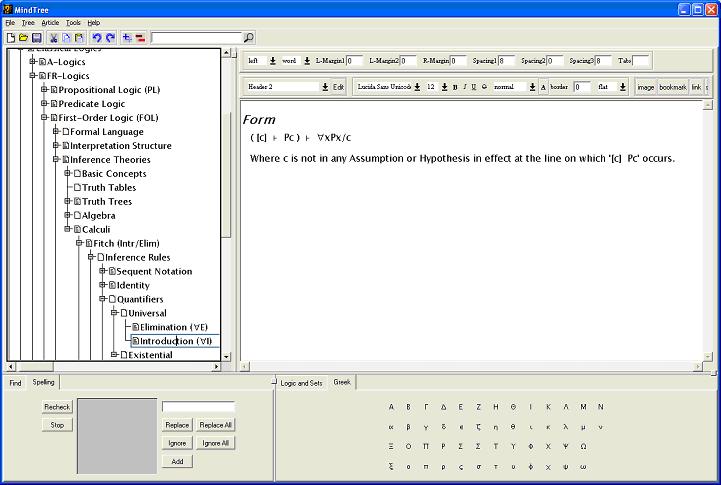 MindTree
File Tree Article Tools Help
Classical Logics
A-Logics
FR-Logics
Propositional Logic (PL)
Predicate Logic
First-Order Logic (FOL)
Formal Language
Interpretation Structure
Inference Theories
Basic Concepts
Truth Tables
Truth Trees
Algebra
Calculi
Fitch (Intr/Elim)
Inference Rules
Sequent Notation
Identity
Quantifiers
Universal
Elimination (∀E)
Introduction (∀I)
Existential
left word L-Margin1 0 L-Margin2 0 R-Margin 0 Spacing1 8 Spacing2 0 Spacing3 8 Tabs
Header 2 Edit Lucida Sans Unicode 12 B I U O normal A border 0 flat image bookmark link s
Form
( [c] ⊦ Pc ) ⊦ ∀xPx/c
Where c is not in any Assumption or Hypothesis in effect at the line on which '[c] Pc' occurs.
Find Spelling
Recheck
Stop
Replace Replace All
Ignore Ignore All
Add
Logic and Sets Greek
Α Β Γ Δ Ε Ζ Η Θ Ι Κ Λ Μ Ν
α β γ δ ε ζ η θ ι κ λ μ ν
Ξ Ο Π Ρ Σ Σ Τ Υ Φ Χ Ψ Ω
ξ ο π ρ ς σ τ υ φ χ ψ ω